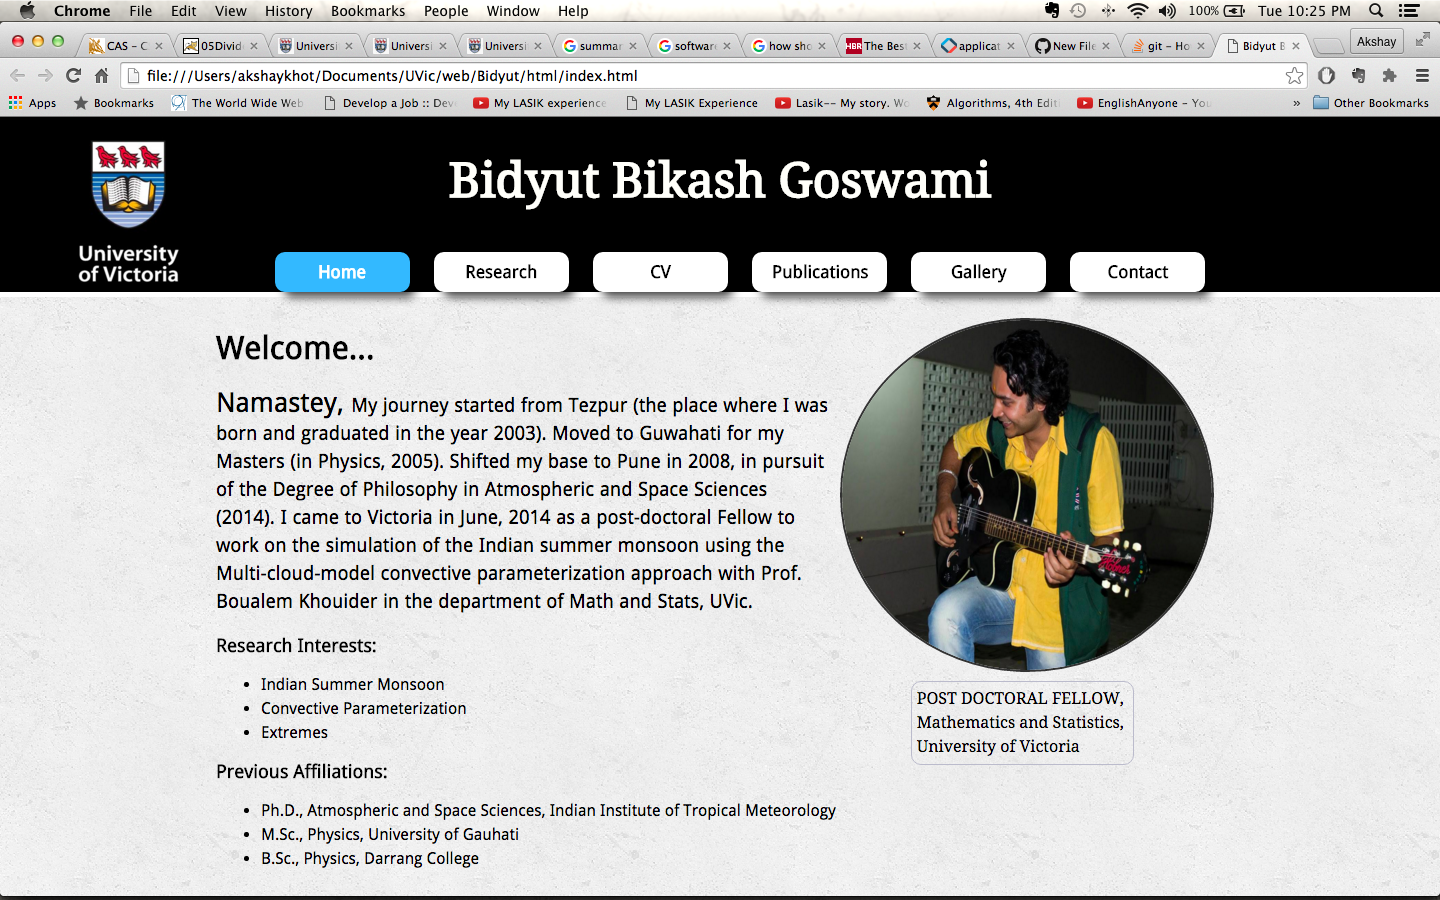 Chrome File Edit View History Bookmarks People Window Help 100% Tue 10:25 PM
CAS - C 05Divid Universi Universi Universi summar software how sho HBR The Best applicat New File git - Ho Bidyut B Akshay
file:///Users/akshaykhot/Documents/UVic/web/Bidyut/html/index.html
Apps Bookmarks The World Wide Web Develop a Job :: Dev My LASIK experience My LASIK Experience Lasik-- My story. Wo Algorithms, 4th Edit EnglishAnyone - You » Other Bookmarks
Bidyut Bikash Goswami
University
of Victoria
Home Research CV Publications Gallery Contact
Welcome...
Namastey, My journey started from Tezpur (the place where I was
born and graduated in the year 2003). Moved to Guwahati for my
Masters (in Physics, 2005). Shifted my base to Pune in 2008, in pursuit
of the Degree of Philosophy in Atmospheric and Space Sciences
(2014). I came to Victoria in June, 2014 as a post-doctoral Fellow to
work on the simulation of the Indian summer monsoon using the
Multi-cloud-model convective parameterization approach with Prof.
Boualem Khouider in the department of Math and Stats, UVic.
Research Interests:
• Indian Summer Monsoon
• Convective Parameterization
• Extremes
Previous Affiliations:
• Ph.D., Atmospheric and Space Sciences, Indian Institute of Tropical Meteorology
• M.Sc., Physics, University of Gauhati
• B.Sc., Physics, Darrang College
POST DOCTORAL FELLOW,
Mathematics and Statistics,
University of Victoria